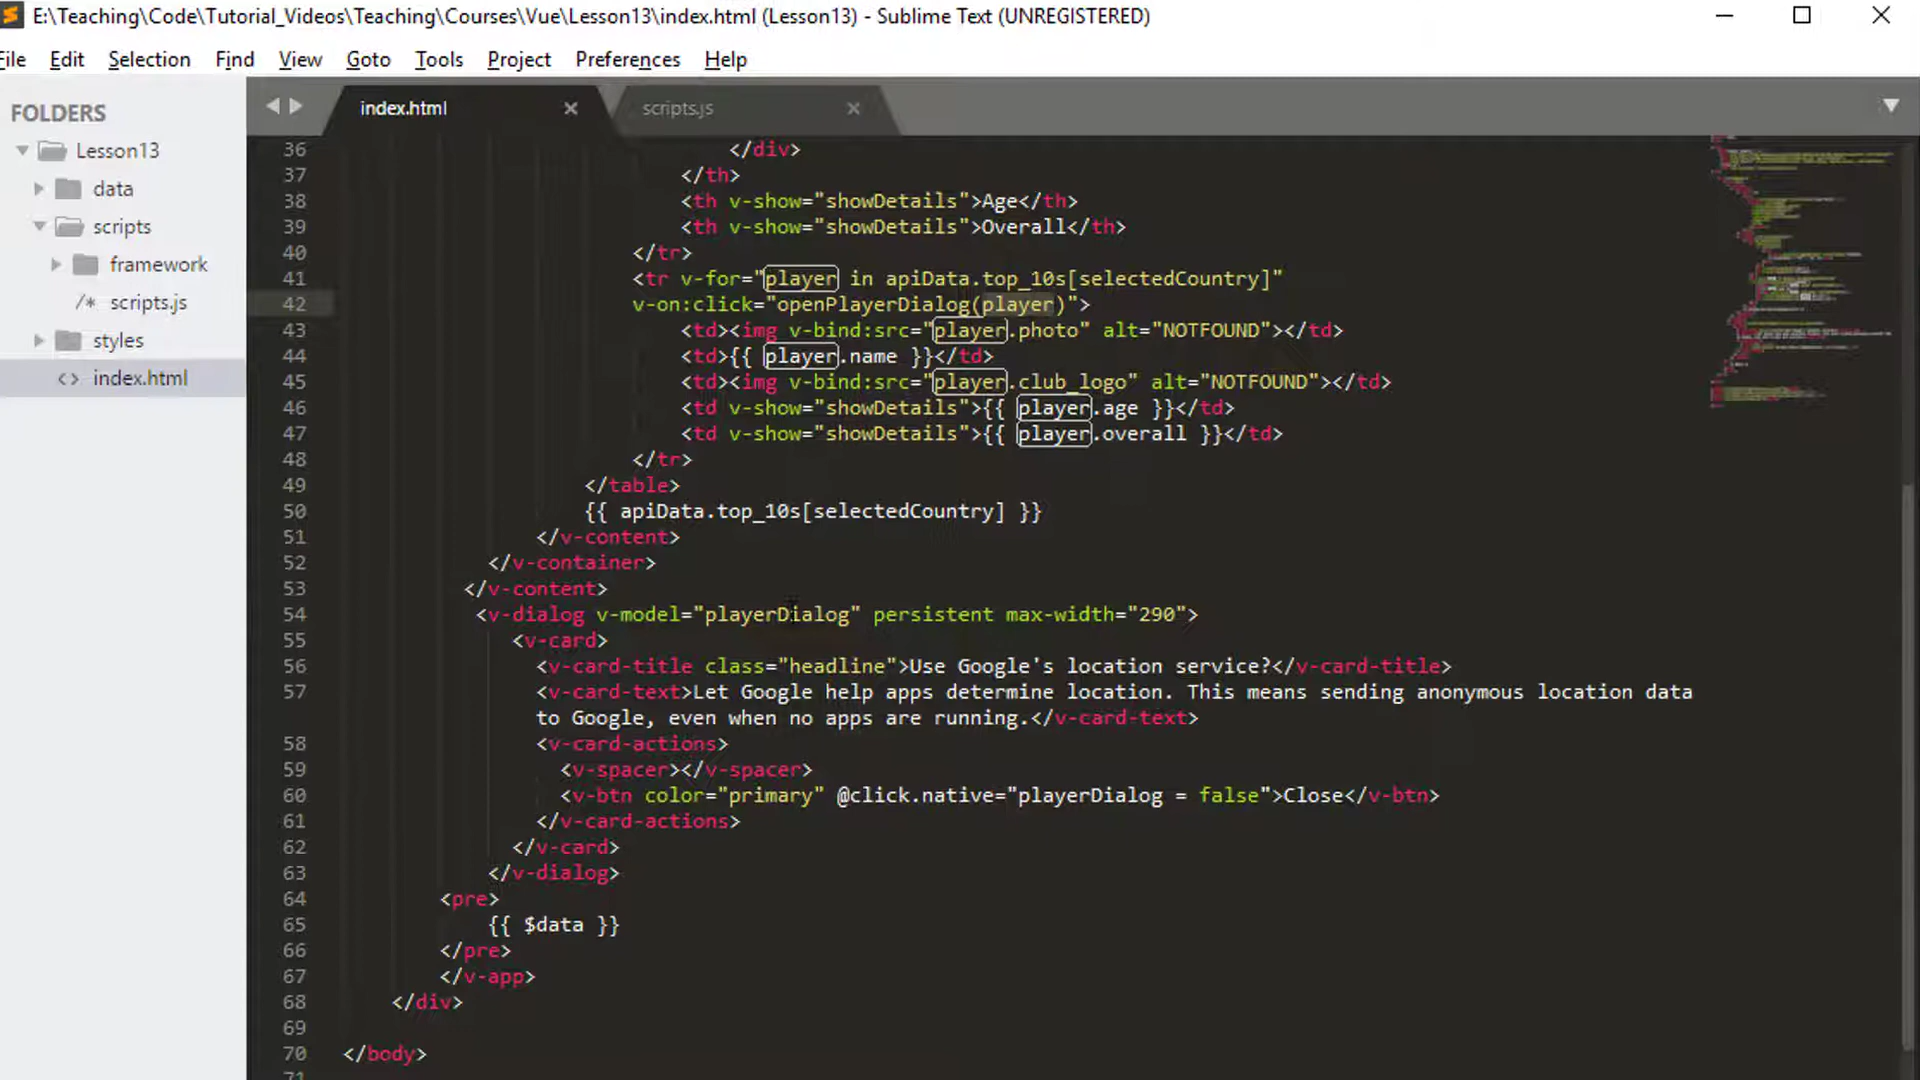 E:\Teaching\Code\Tutorial_Videos\Teaching\Courses\Vue\Lesson13\index.html (Lesson13) - Sublime Text (UNREGISTERED)
File Edit Selection Find View Goto Tools Project Preferences Help
FOLDERS
Lesson13
data
scripts
framework
/* scripts.js
styles
<> index.html
index.html
scripts.js
36 </div>
37 </th>
38 <th v-show="showDetails">Age</th>
39 <th v-show="showDetails">Overall</th>
40 </tr>
41 <tr v-for="player in apiData.top_10s[selectedCountry]"
42 v-on:click="openPlayerDialog(player)">
43 <td><img v-bind:src="player.photo" alt="NOTFOUND"></td>
44 <td>{{ player.name }}</td>
45 <td><img v-bind:src="player.club_logo" alt="NOTFOUND"></td>
46 <td v-show="showDetails">{{ player.age }}</td>
47 <td v-show="showDetails">{{ player.overall }}</td>
48 </tr>
49 </table>
50 {{ apiData.top_10s[selectedCountry] }}
51 </v-content>
52 </v-container>
53 </v-content>
54 <v-dialog v-model="playerDialog" persistent max-width="290">
55 <v-card>
56 <v-card-title class="headline">Use Google's location service?</v-card-title>
57 <v-card-text>Let Google help apps determine location. This means sending anonymous location data
to Google, even when no apps are running.</v-card-text>
58 <v-card-actions>
59 <v-spacer></v-spacer>
60 <v-btn color="primary" @click.native="playerDialog = false">Close</v-btn>
61 </v-card-actions>
62 </v-card>
63 </v-dialog>
64 <pre>
65 {{ $data }}
66 </pre>
67 </v-app>
68 </div>
69
70 </body>
71